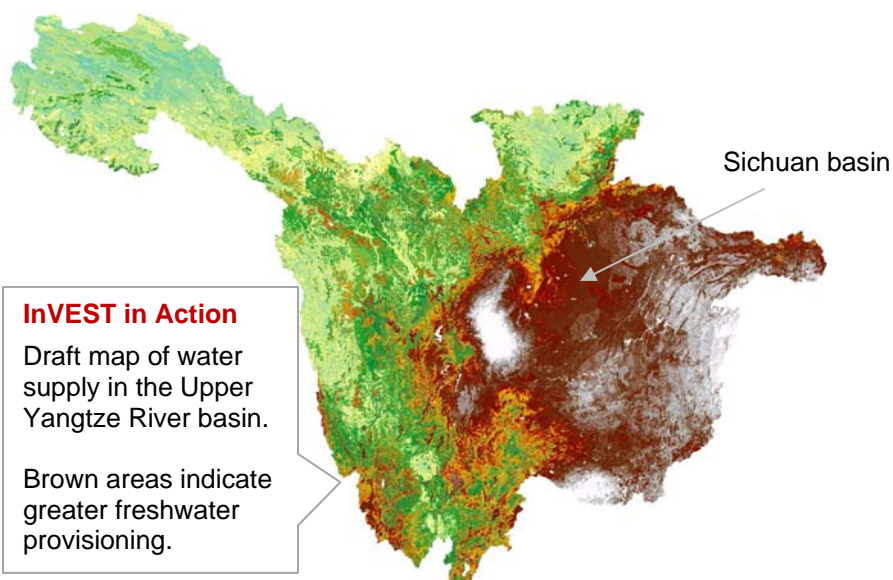 Sichuan basin
InVEST in Action
Draft map of water
supply in the Upper
Yangtze River basin.
Brown areas indicate
greater freshwater
provisioning.